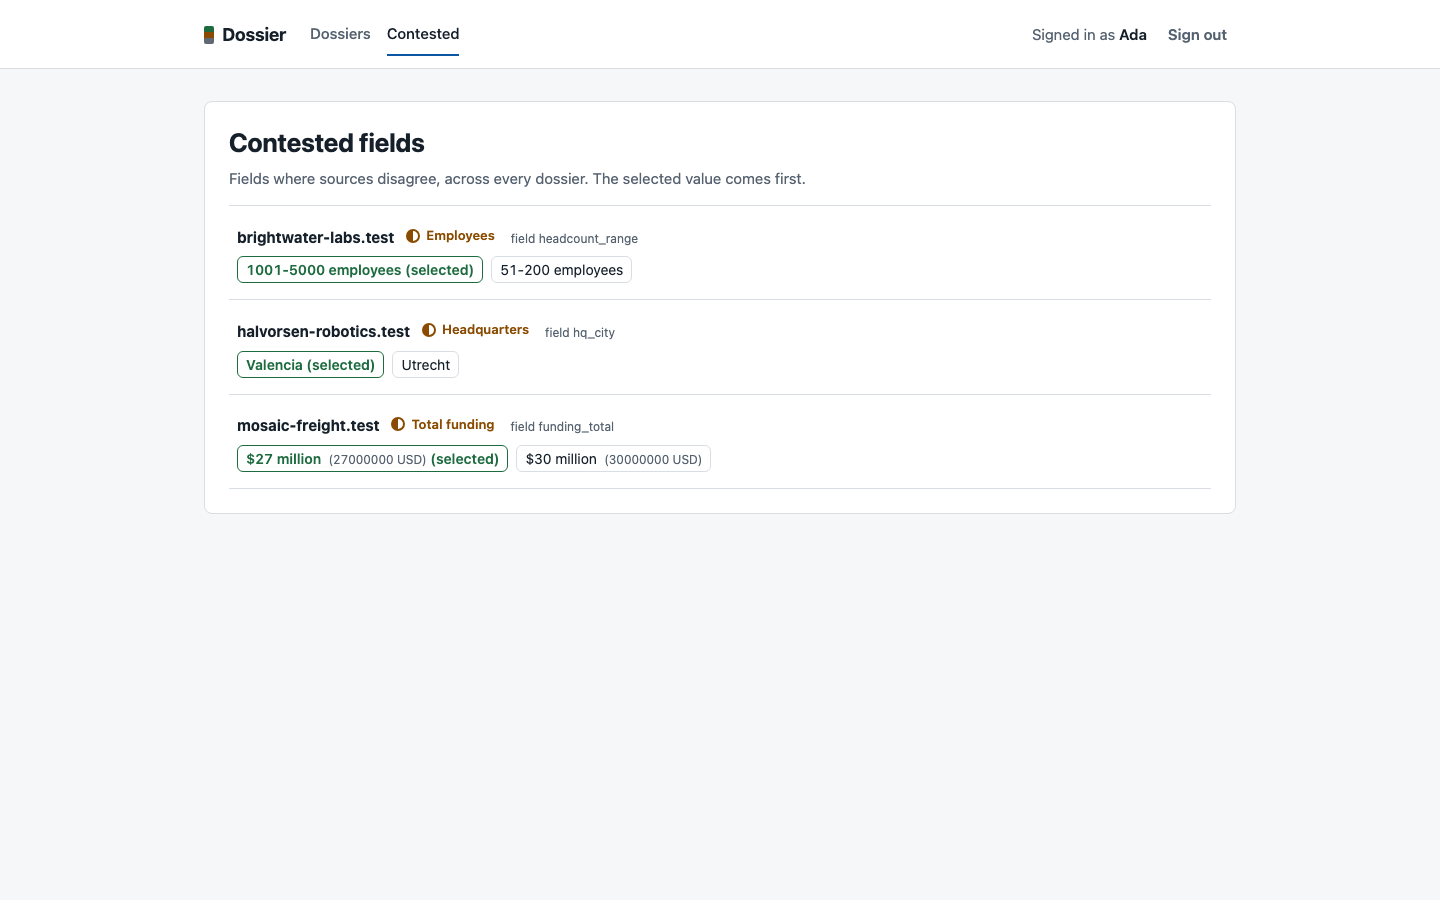 Dossier Dossiers Contested Signed in as Ada Sign out
Contested fields
Fields where sources disagree, across every dossier. The selected value comes first.
brightwater-labs.test Employees field headcount_range
1001-5000 employees (selected) 51-200 employees
halvorsen-robotics.test Headquarters field hq_city
Valencia (selected) Utrecht
mosaic-freight.test Total funding field funding_total
$27 million (27000000 USD) (selected) $30 million (30000000 USD)